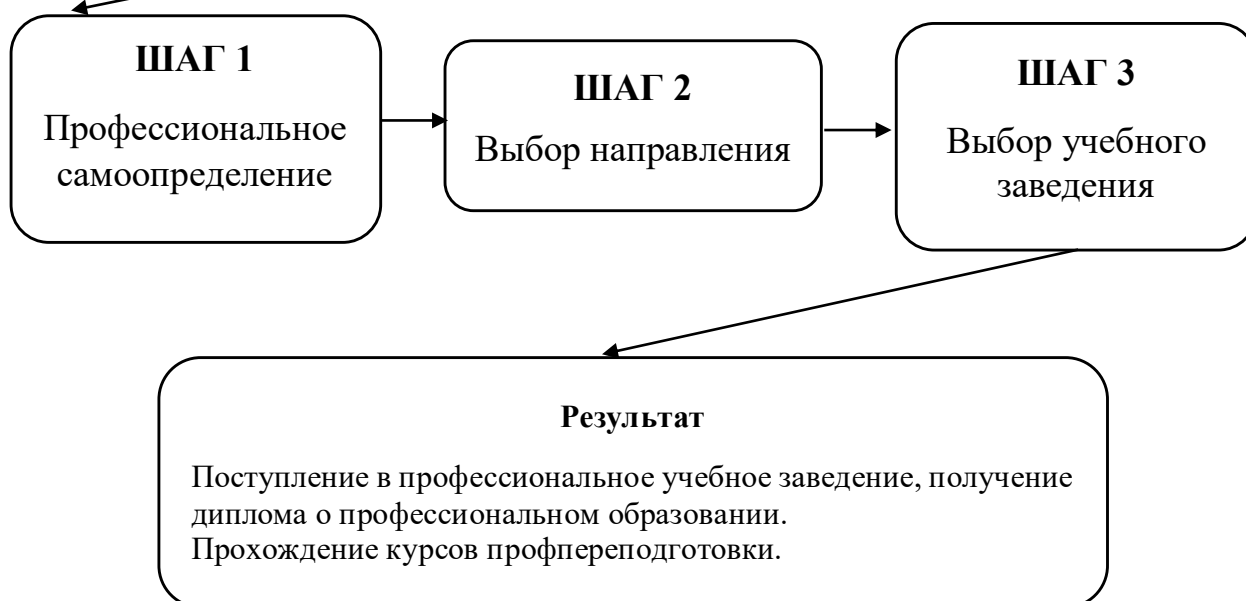 ШАГ 1
Профессиональное
самоопределение
ШАГ 2
Выбор направления
ШАГ 3
Выбор учебного
заведения
Результат
Поступление в профессиональное учебное заведение, получение
диплома о профессиональном образовании.
Прохождение курсов профпереподготовки.